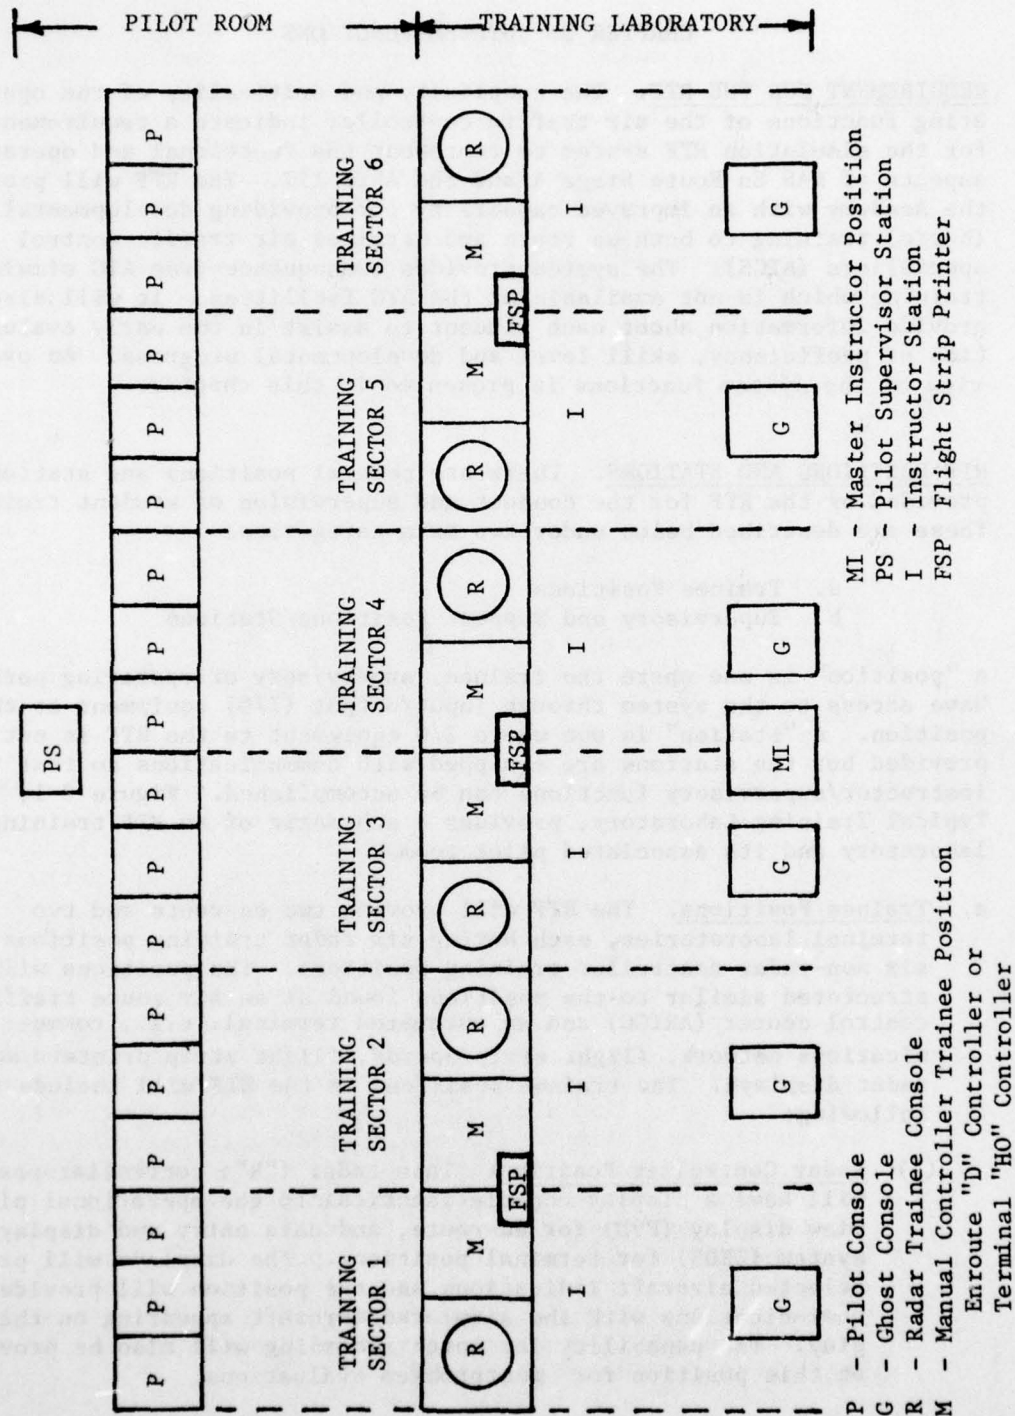 PILOT ROOM
TRAINING LABORATORY
PS
P P P P P P P P P P P P P P P P P P
TRAINING SECTOR 1
TRAINING SECTOR 2
TRAINING SECTOR 3
TRAINING SECTOR 4
TRAINING SECTOR 5
TRAINING SECTOR 6
R M M R R M M R R M M R
FSP FSP FSP
I I I I I I
G G G MI G G G
P - Pilot Console
G - Ghost Console
R - Radar Trainee Console
M - Manual Controller Trainee Position
Enroute "D" Controller or
Terminal "HO" Controller
MI - Master Instructor Position
PS - Pilot Supervisor Station
I - Instructor Station
FSP - Flight Strip Printer